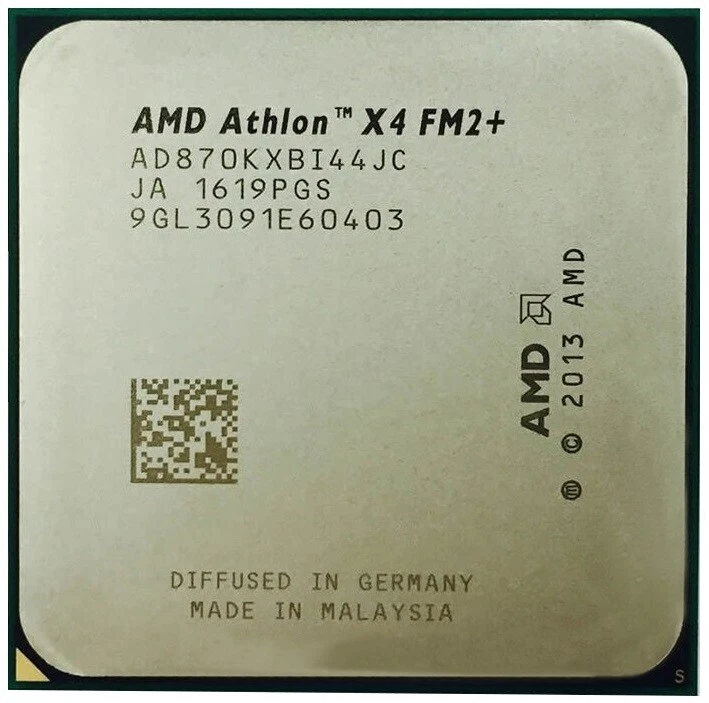 AMD Athlon™ X4 FM2+
AD870KXBI44JC
JA 1619PGS
9GL3091E60403
AMD
ⓜ © 2013 AMD
DIFFUSED IN GERMANY
MADE IN MALAYSIA
S